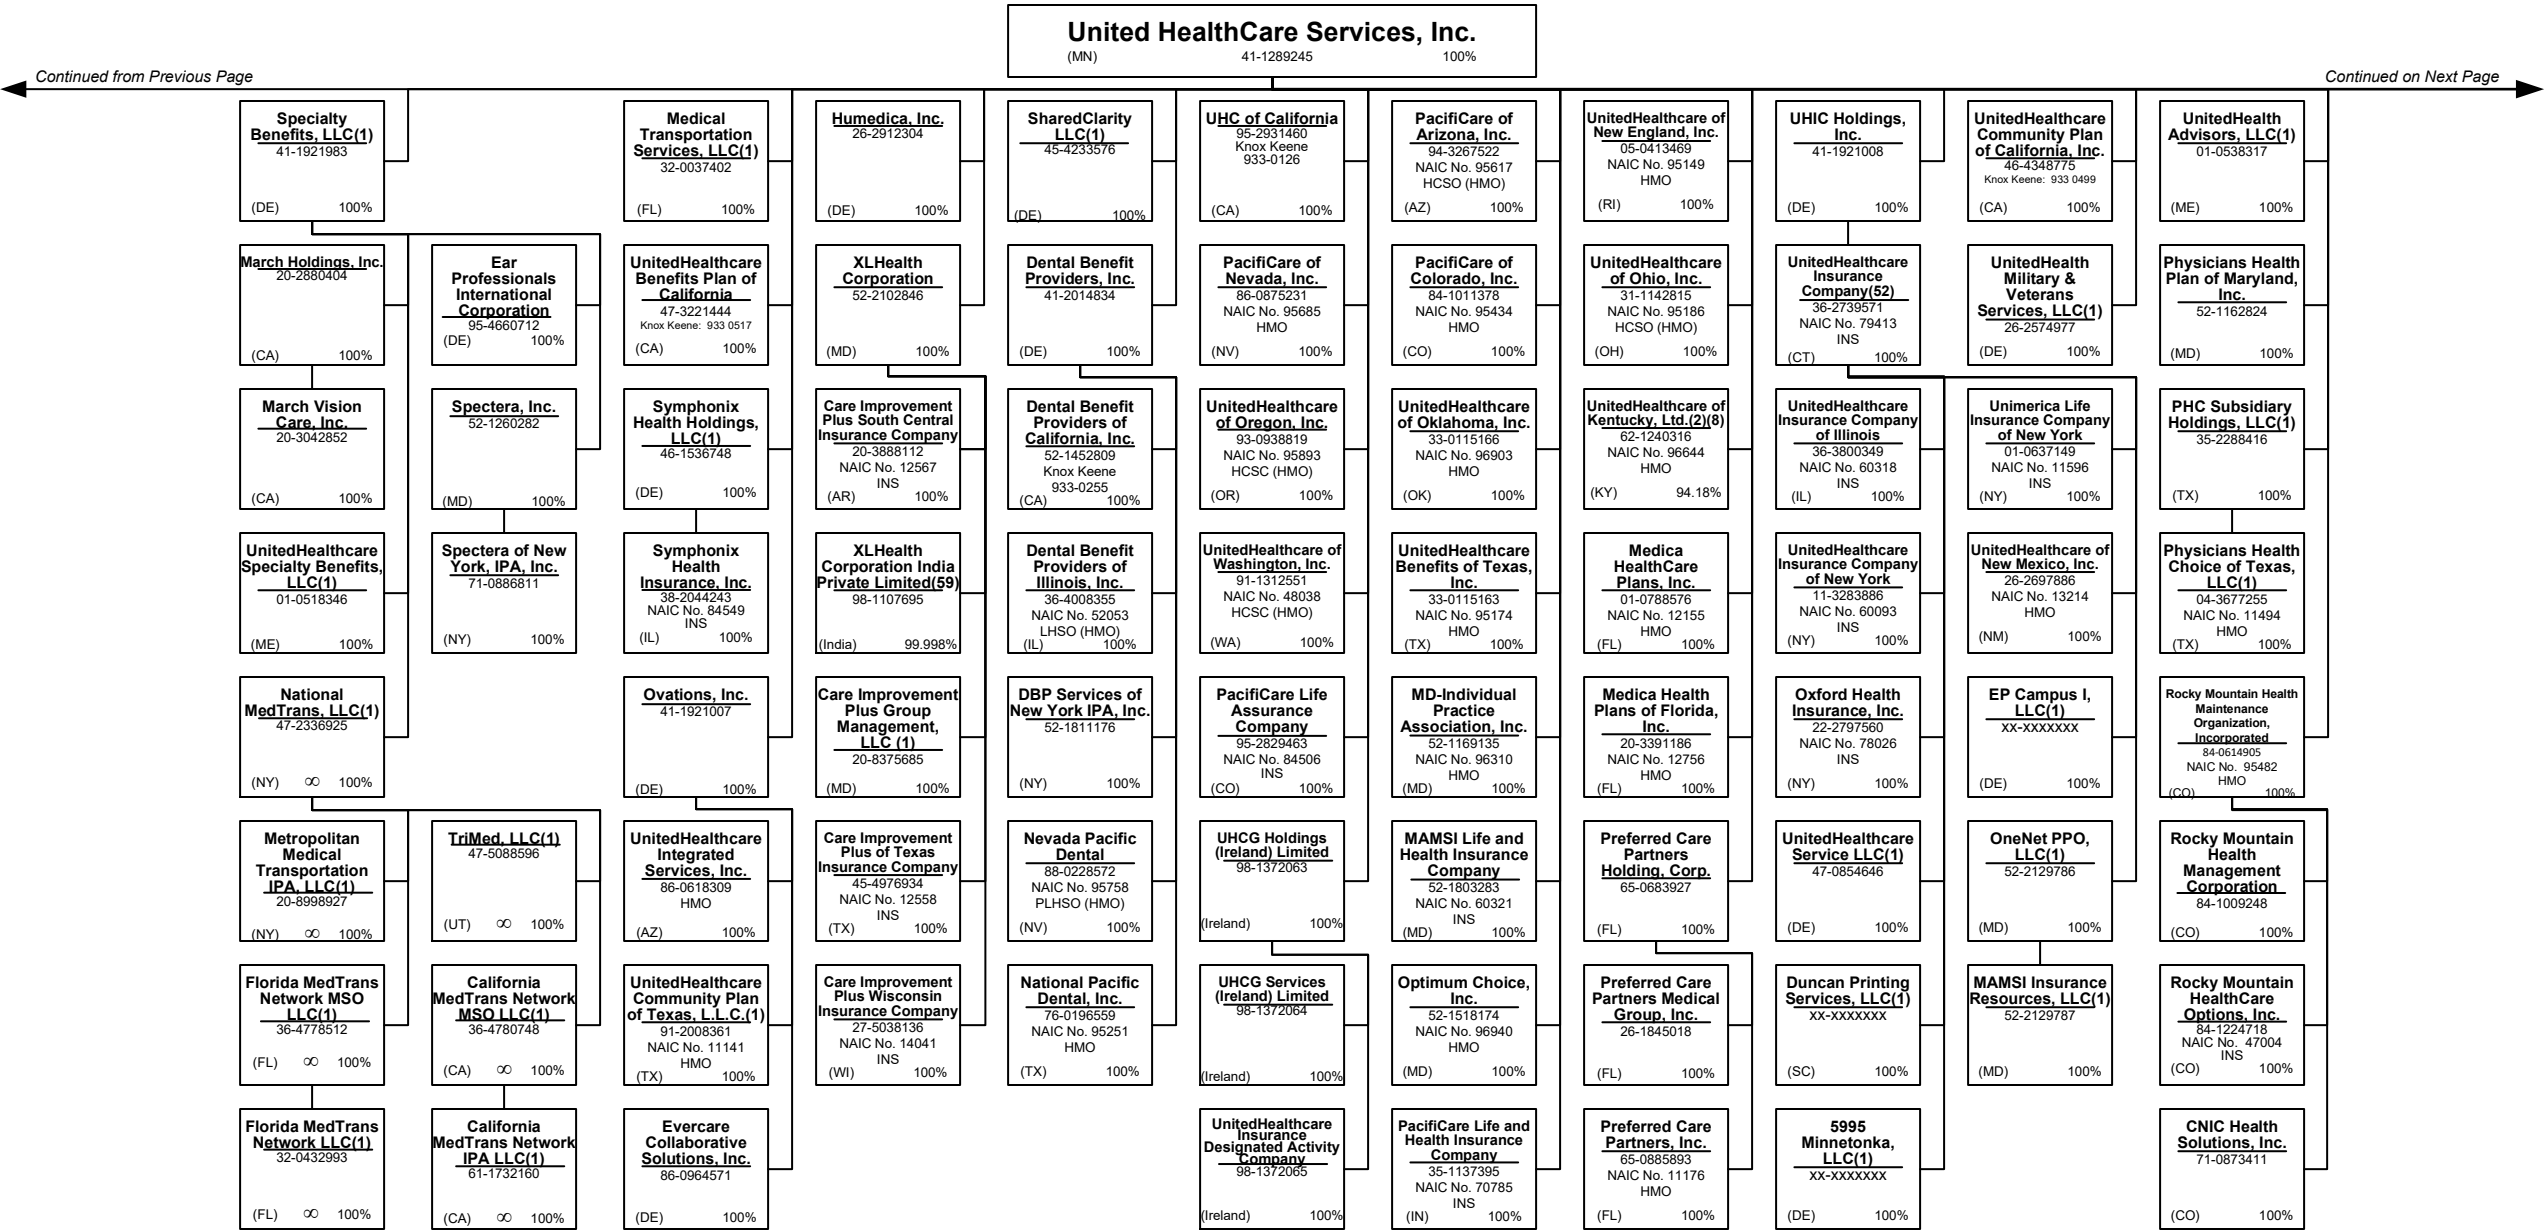 United HealthCare Services, Inc.
(MN) 41-1289245 100%
Continued from Previous Page
Continued on Next Page
Specialty
Benefits, LLC(1)
41-1921983
(DE) 100%
Medical
Transportation
Services, LLC(1)
32-0037402
(FL) 100%
Humedica, Inc.
26-2912304
(DE) 100%
SharedClarity
LLC(1)
45-4233576
(DE) 100%
UHC of California
95-2931460
Knox Keene
933-0126
(CA) 100%
PacifiCare of
Arizona, Inc.
94-3267522
NAIC No. 95617
HCSO (HMO)
(AZ) 100%
UnitedHealthcare of
New England, Inc.
05-0413469
NAIC No. 95149
HMO
(RI) 100%
UHIC Holdings,
Inc.
41-1921008
(DE) 100%
UnitedHealthcare
Community Plan
of California, Inc.
46-4348775
Knox Keene: 933 0499
(CA) 100%
UnitedHealth
Advisors, LLC(1)
01-0538317
(ME) 100%
March Holdings, Inc.
20-2880404
(CA) 100%
Ear
Professionals
International
Corporation
95-4660712
(DE) 100%
UnitedHealthcare
Benefits Plan of
California
47-3221444
Knox Keene: 933 0517
(CA) 100%
XLHealth
Corporation
52-2102846
(MD) 100%
Dental Benefit
Providers, Inc.
41-2014834
(DE) 100%
PacifiCare of
Nevada, Inc.
86-0875231
NAIC No. 95685
HMO
(NV) 100%
PacifiCare of
Colorado, Inc.
84-1011378
NAIC No. 95434
HMO
(CO) 100%
UnitedHealthcare
of Ohio, Inc.
31-1142815
NAIC No. 95186
HCSO (HMO)
(OH) 100%
UnitedHealthcare
Insurance
Company(52)
36-2739571
NAIC No. 79413
INS
(CT) 100%
UnitedHealth
Military &
Veterans
Services, LLC(1)
26-2574977
(DE) 100%
Physicians Health
Plan of Maryland,
Inc.
52-1162824
(MD) 100%
March Vision
Care, Inc.
20-3042852
(CA) 100%
Spectera, Inc.
52-1260282
(MD) 100%
Symphonix
Health Holdings,
LLC(1)
46-1536748
(DE) 100%
Care Improvement
Plus South Central
Insurance Company
20-3888112
NAIC No. 12567
INS
(AR) 100%
Dental Benefit
Providers of
California, Inc.
52-1452809
Knox Keene
933-0255
(CA) 100%
UnitedHealthcare
of Oregon, Inc.
93-0938819
NAIC No. 95893
HCSC (HMO)
(OR) 100%
UnitedHealthcare
of Oklahoma, Inc.
33-0115166
NAIC No. 96903
HMO
(OK) 100%
UnitedHealthcare of
Kentucky, Ltd.(2)(8)
62-1240316
NAIC No. 96644
HMO
(KY) 94.18%
UnitedHealthcare
Insurance Company
of Illinois
36-3800349
NAIC No. 60318
INS
(IL) 100%
Unimerica Life
Insurance Company
of New York
01-0637149
NAIC No. 11596
INS
(NY) 100%
PHC Subsidiary
Holdings, LLC(1)
35-2288416
(TX) 100%
UnitedHealthcare
Specialty Benefits,
LLC(1)
01-0518346
(ME) 100%
Spectera of New
York, IPA, Inc.
71-0886811
(NY) 100%
Symphonix
Health
Insurance, Inc.
38-2044243
NAIC No. 84549
INS
(IL) 100%
XLHealth
Corporation India
Private Limited(59)
98-1107695
(India) 99.998%
Dental Benefit
Providers of
Illinois, Inc.
36-4008355
NAIC No. 52053
LHSO (HMO)
(IL) 100%
UnitedHealthcare of
Washington, Inc.
91-1312551
NAIC No. 48038
HCSC (HMO)
(WA) 100%
UnitedHealthcare
Benefits of Texas,
Inc.
33-0115163
NAIC No. 95174
HMO
(TX) 100%
Medica
HealthCare
Plans, Inc.
01-0788576
NAIC No. 12155
HMO
(FL) 100%
UnitedHealthcare
Insurance Company
of New York
11-3283886
NAIC No. 60093
INS
(NY) 100%
UnitedHealthcare of
New Mexico, Inc.
26-2697886
NAIC No. 13214
HMO
(NM) 100%
Physicians Health
Choice of Texas,
LLC(1)
04-3677255
NAIC No. 11494
HMO
(TX) 100%
National
MedTrans, LLC(1)
47-2336925
(NY) ∞ 100%
Ovations, Inc.
41-1921007
(DE) 100%
Care Improvement
Plus Group
Management,
LLC (1)
20-8375685
(MD) 100%
DBP Services of
New York IPA, Inc.
52-1811176
(NY) 100%
PacifiCare Life
Assurance
Company
95-2829463
NAIC No. 84506
INS
(CO) 100%
MD-Individual
Practice
Association, Inc.
52-1169135
NAIC No. 96310
HMO
(MD) 100%
Medica Health
Plans of Florida,
Inc.
20-3391186
NAIC No. 12756
HMO
(FL) 100%
Oxford Health
Insurance, Inc.
22-2797560
NAIC No. 78026
INS
(NY) 100%
EP Campus I,
LLC(1)
xx-xxxxxxx
(DE) 100%
Rocky Mountain Health
Maintenance
Organization,
Incorporated
84-0614905
NAIC No. 95482
HMO
(CO) 100%
Metropolitan
Medical
Transportation
IPA, LLC(1)
20-8998927
(NY) ∞ 100%
TriMed, LLC(1)
47-5088596
(UT) ∞ 100%
UnitedHealthcare
Integrated
Services, Inc.
86-0618309
HMO
(AZ) 100%
Care Improvement
Plus of Texas
Insurance Company
45-4976934
NAIC No. 12558
INS
(TX) 100%
Nevada Pacific
Dental
88-0228572
NAIC No. 95758
PLHSO (HMO)
(NV) 100%
UHCG Holdings
(Ireland) Limited
98-1372063
(Ireland) 100%
MAMSI Life and
Health Insurance
Company
52-1803283
NAIC No. 60321
INS
(MD) 100%
Preferred Care
Partners
Holding, Corp.
65-0683927
(FL) 100%
UnitedHealthcare
Service LLC(1)
47-0854646
(DE) 100%
OneNet PPO,
LLC(1)
52-2129786
(MD) 100%
Rocky Mountain
Health
Management
Corporation
84-1009248
(CO) 100%
Florida MedTrans
Network MSO
LLC(1)
36-4778512
(FL) ∞ 100%
California
MedTrans Network
MSO LLC(1)
36-4780748
(CA) ∞ 100%
UnitedHealthcare
Community Plan
of Texas, L.L.C.(1)
91-2008361
NAIC No. 11141
HMO
(TX) 100%
Care Improvement
Plus Wisconsin
Insurance Company
27-5038136
NAIC No. 14041
INS
(WI) 100%
National Pacific
Dental, Inc.
76-0196559
NAIC No. 95251
HMO
(TX) 100%
UHCG Services
(Ireland) Limited
98-1372064
(Ireland) 100%
Optimum Choice,
Inc.
52-1518174
NAIC No. 96940
HMO
(MD) 100%
Preferred Care
Partners Medical
Group, Inc.
26-1845018
(FL) 100%
Duncan Printing
Services, LLC(1)
xx-xxxxxxx
(SC) 100%
MAMSI Insurance
Resources, LLC(1)
52-2129787
(MD) 100%
Rocky Mountain
HealthCare
Options, Inc.
84-1224718
NAIC No. 47004
INS
(CO) 100%
Florida MedTrans
Network LLC(1)
32-0432993
(FL) ∞ 100%
California
MedTrans Network
IPA LLC(1)
61-1732160
(CA) ∞ 100%
Evercare
Collaborative
Solutions, Inc.
86-0964571
(DE) 100%
UnitedHealthcare
Insurance
Designated Activity
Company
98-1372065
(Ireland) 100%
PacifiCare Life and
Health Insurance
Company
35-1137395
NAIC No. 70785
INS
(IN) 100%
Preferred Care
Partners, Inc.
65-0885893
NAIC No. 11176
HMO
(FL) 100%
5995
Minnetonka,
LLC(1)
xx-xxxxxxx
(DE) 100%
CNIC Health
Solutions, Inc.
71-0873411
(CO) 100%